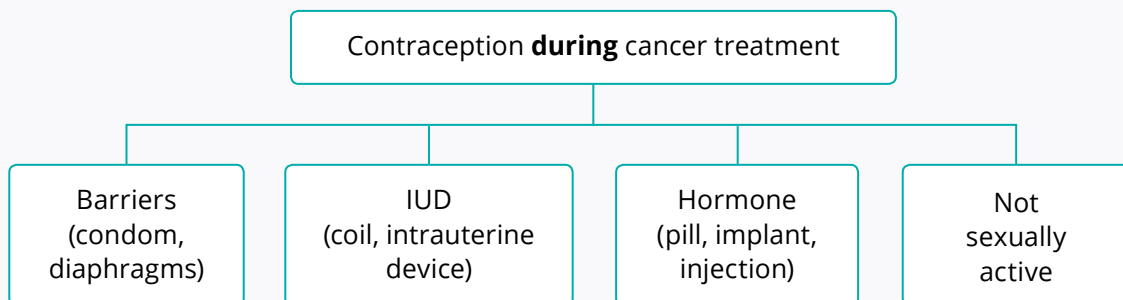 Contraception during cancer treatment
Barriers
(condom,
diaphragms)
IUD
(coil, intrauterine
device)
Hormone
(pill, implant,
injection)
Not
sexually
active